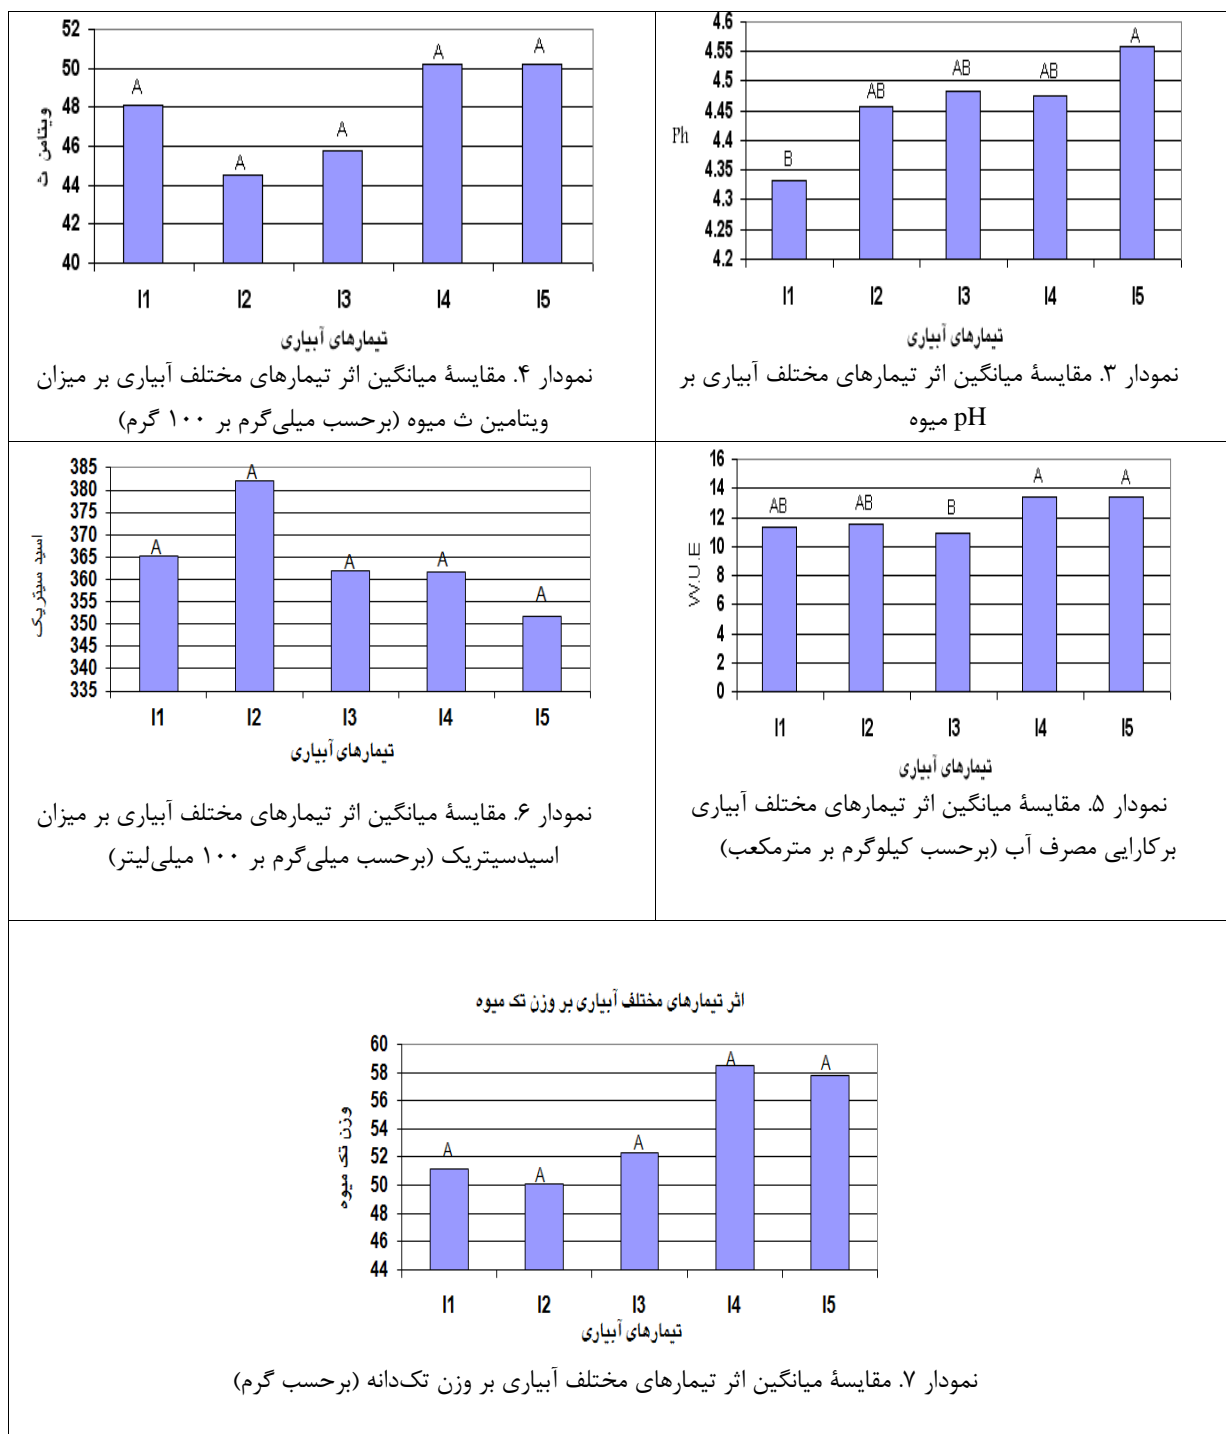 4.6
4.55
4.5
4.45
4.4
4.35
4.3
4.25
4.2
Ph
B
AB
AB
AB
A
I1 I2 I3 I4 I5
تیمارهای آبیاری
نمودار ۳. مقایسۀ میانگین اثر تیمارهای مختلف آبیاری بر
pH میوه
52
50
48
46
44
42
40
ویتامن ث
A
A
A
A
A
I1 I2 I3 I4 I5
تیمارهای آبیاری
نمودار ۴. مقایسۀ میانگین اثر تیمارهای مختلف آبیاری بر میزان
ویتامین ث میوه (برحسب میلی‌گرم بر ۱۰۰ گرم)
16
14
12
10
8
6
4
2
0
W.U.E
AB
AB
B
A
A
I1 I2 I3 I4 I5
تیمارهای آبیاری
نمودار ۵. مقایسۀ میانگین اثر تیمارهای مختلف آبیاری
برکارایی مصرف آب (برحسب کیلوگرم بر مترمکعب)
385
380
375
370
365
360
355
350
345
340
335
اسید سیتریک
A
A
A
A
A
I1 I2 I3 I4 I5
تیمارهای آبیاری
نمودار ۶. مقایسۀ میانگین اثر تیمارهای مختلف آبیاری بر میزان
اسیدسیتریک (برحسب میلی‌گرم بر ۱۰۰ میلی‌لیتر)
اثر تیمارهای مختلف آبیاری بر وزن تک میوه
60
58
56
54
52
50
48
46
44
وزن تک میوه
A
A
A
A
A
I1 I2 I3 I4 I5
تیمارهای آبیاری
نمودار ۷. مقایسۀ میانگین اثر تیمارهای مختلف آبیاری بر وزن تک‌دانه (برحسب گرم)